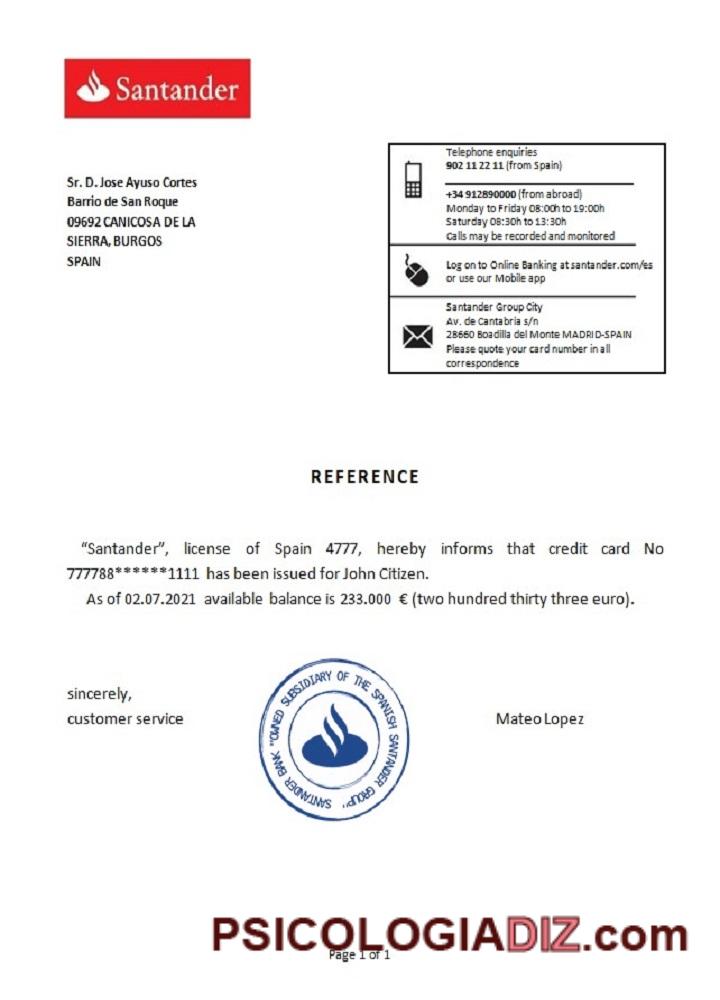 Santander
Sr. D. Jose Ayuso Cortes
Barrio de San Roque
09692 CANICOSA DE LA
SIERRA, BURGOS
SPAIN
Telephone enquiries
902 11 22 11 (from Spain)
+34 912890000 (from abroad)
Monday to Friday 08:00h to 19:00h
Saturday 08:30h to 13:30h
Calls may be recorded and monitored
Log on to Online Banking at santander.com/es
or use our Mobile app
Santander Group City
Av. de Cantabria s/n
28660 Boadilla del Monte MADRID-SPAIN
Please quote your card number in all
correspondence
REFERENCE
“Santander”, license of Spain 4777, hereby informs that credit card No
777788******1111 has been issued for John Citizen.
As of 02.07.2021 available balance is 233.000 € (two hundred thirty three euro).
sincerely,
customer service
SANTANDER BANK "OWNED SUBSIDIARY OF THE SPANISH SANTANDER GROUP"
Mateo Lopez
PSICOLOGIADIZ.com
Page 1 of 1